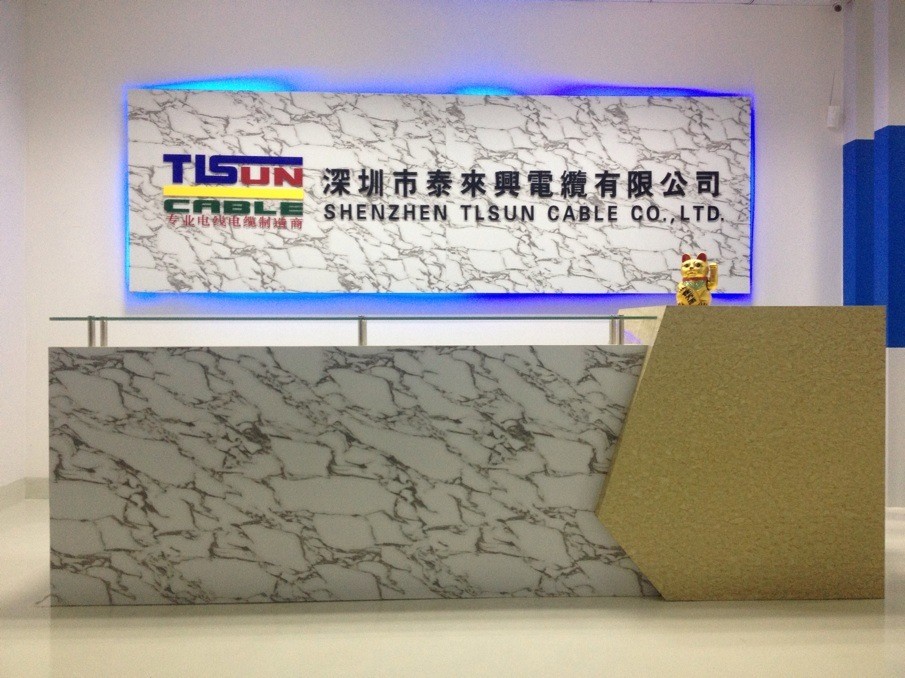 TLSUN
CABLE
专业电线电缆制造商
深圳市泰來興電纜有限公司
SHENZHEN TLSUN CABLE CO.,LTD.